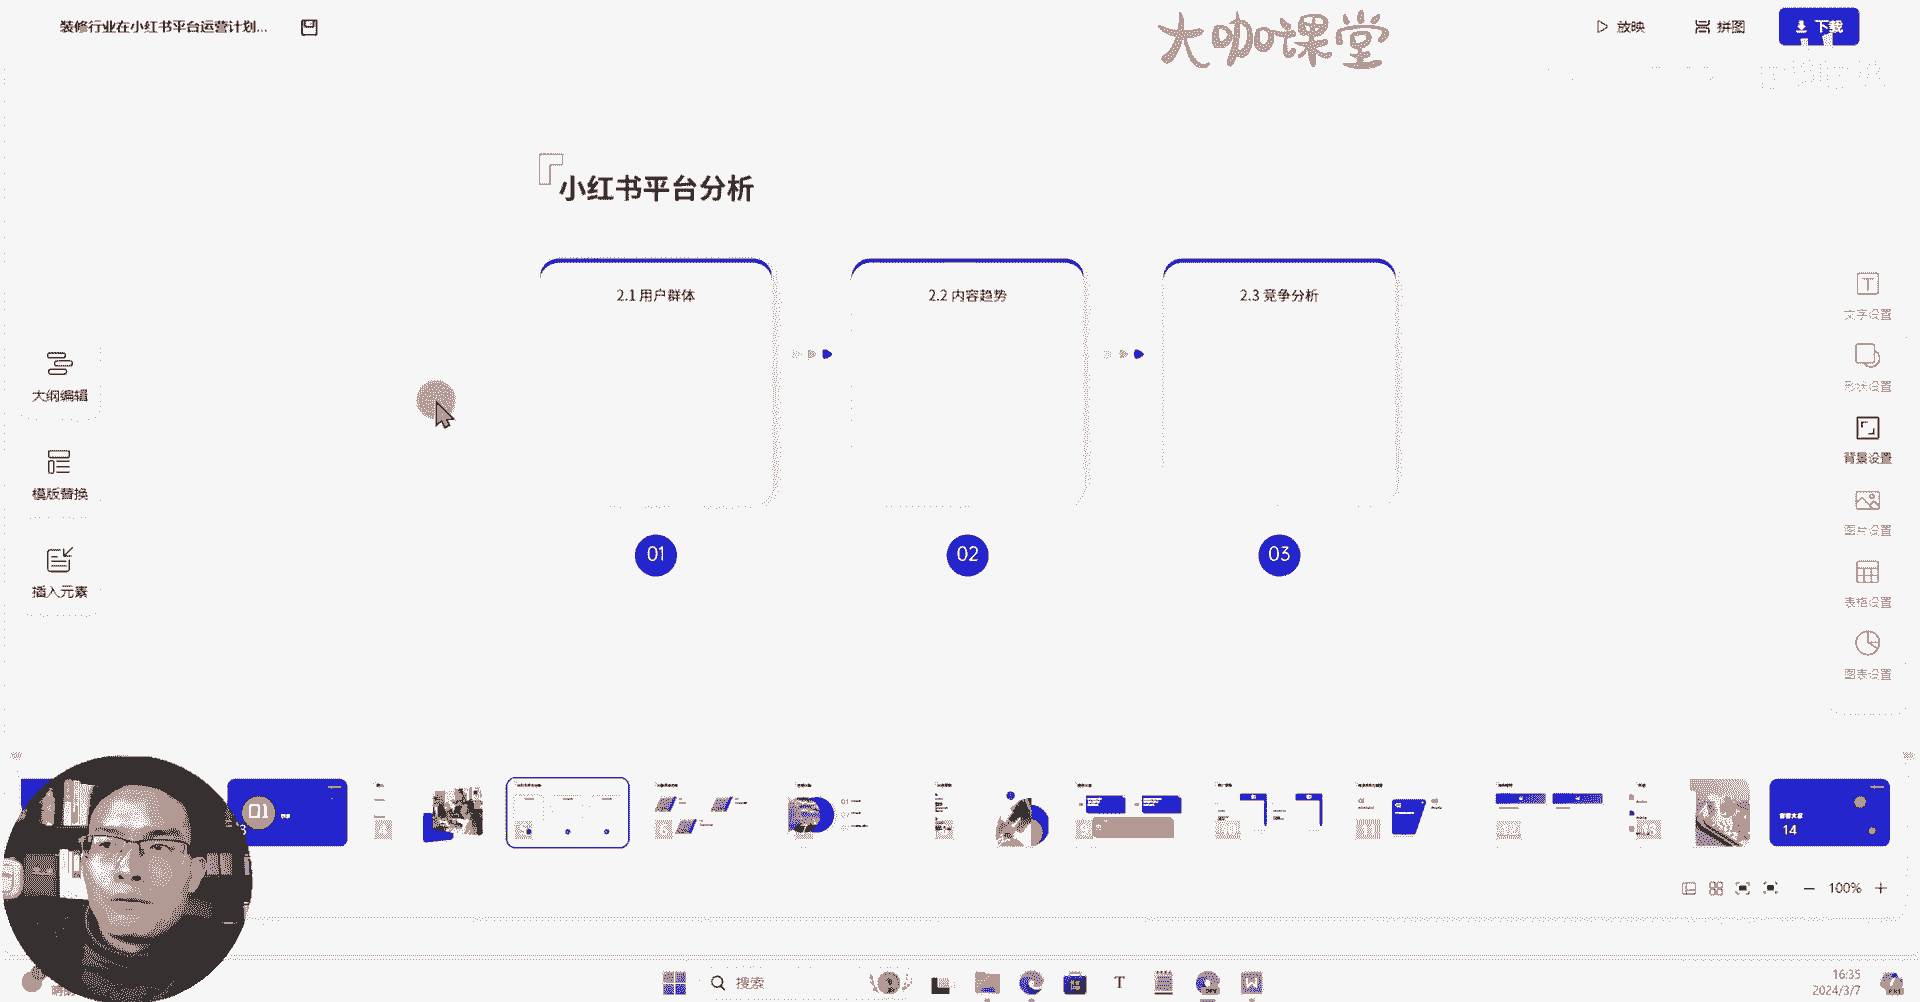 装修行业在小红书平台运营计划...
大咖课堂
放映
拼图
下载
小红书平台分析
2.1 用户群体
2.2 内容趋势
2.3 竞争分析
01
02
03
大纲编辑
模版替换
插入元素
文字设置
形状设置
背景设置
图片设置
表格设置
图表设置
01
14
100%
搜索
16:35
2024/3/7